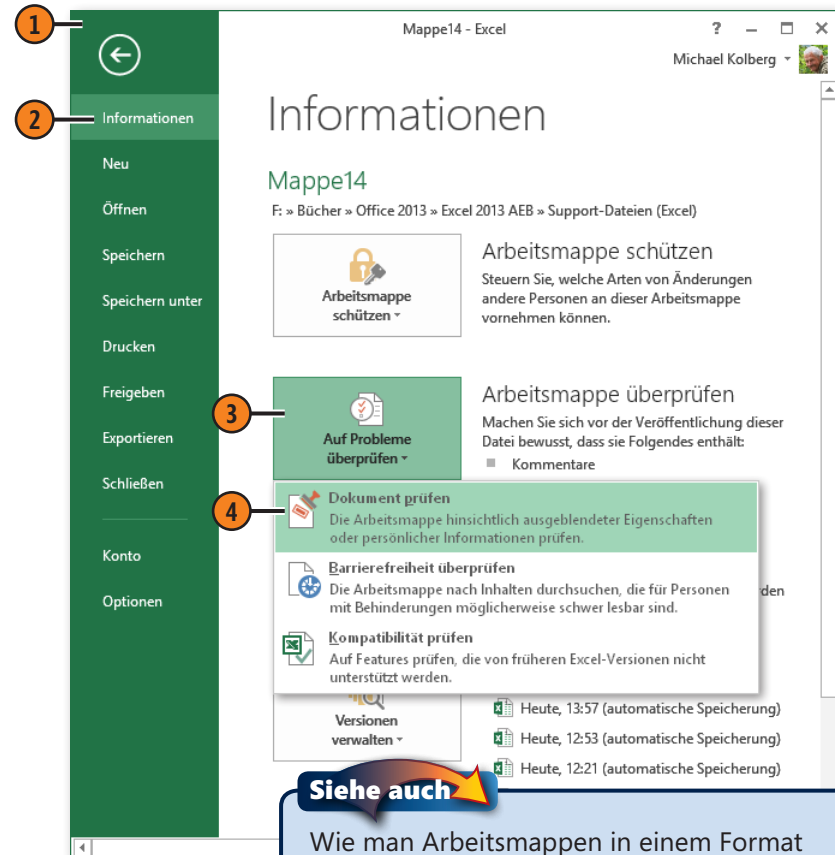 1
Mappe14 - Excel
?
Michael Kolberg
2
Informationen
Neu
Öffnen
Speichern
Speichern unter
Drucken
Freigeben
Exportieren
Schließen
Konto
Optionen
Informationen
Mappe14
F: » Bücher » Office 2013 » Excel 2013 AEB » Support-Dateien (Excel)
Arbeitsmappe
schützen
Arbeitsmappe schützen
Steuern Sie, welche Arten von Änderungen
andere Personen an dieser Arbeitsmappe
vornehmen können.
3
Auf Probleme
überprüfen
Arbeitsmappe überprüfen
Machen Sie sich vor der Veröffentlichung dieser
Datei bewusst, dass sie Folgendes enthält:
Kommentare
4
Dokument prüfen
Die Arbeitsmappe hinsichtlich ausgeblendeter Eigenschaften
oder persönlicher Informationen prüfen.
Barrierefreiheit überprüfen
Die Arbeitsmappe nach Inhalten durchsuchen, die für Personen
mit Behinderungen möglicherweise schwer lesbar sind.
Kompatibilität prüfen
Auf Features prüfen, die von früheren Excel-Versionen nicht
unterstützt werden.
Versionen
verwalten
Heute, 13:57 (automatische Speicherung)
Heute, 12:53 (automatische Speicherung)
Heute, 12:21 (automatische Speicherung)
Siehe auch
Wie man Arbeitsmappen in einem Format